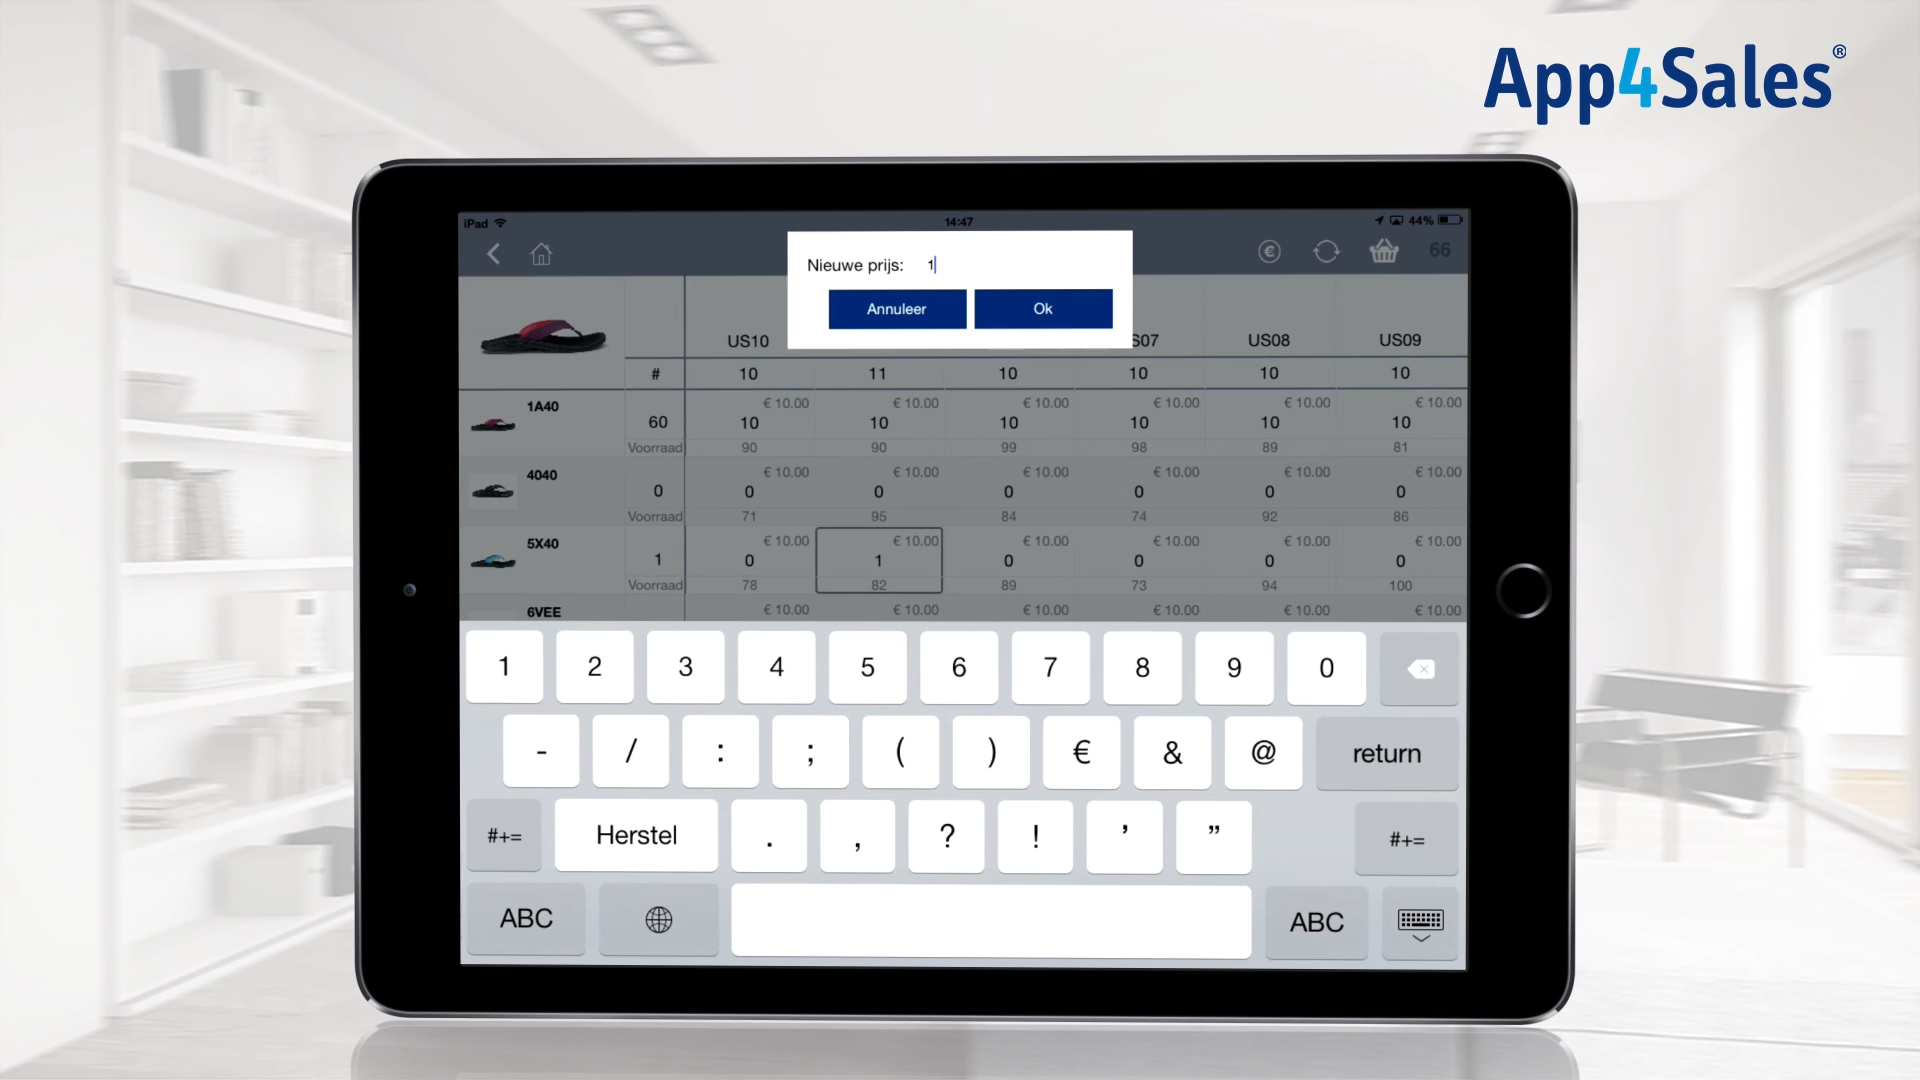 App4Sales®
iPad 14:47 44%
66
Nieuwe prijs: 1
Annuleer Ok
US10 S07 US08 US09
# 10 11 10 10 10 10
1A40 € 10.00 € 10.00 € 10.00 € 10.00 € 10.00 € 10.00
60 10 10 10 10 10 10
Voorraad 90 90 99 98 89 81
4040 € 10.00 € 10.00 € 10.00 € 10.00 € 10.00 € 10.00
0 0 0 0 0 0 0
Voorraad 71 95 84 74 92 86
5X40 € 10.00 € 10.00 € 10.00 € 10.00 € 10.00 € 10.00
1 0 1 0 0 0 0
Voorraad 78 82 89 73 94 100
6VEE € 10.00 € 10.00 € 10.00 € 10.00 € 10.00 € 10.00
1 2 3 4 5 6 7 8 9 0
- / : ; ( ) € & @ return
#+= Herstel . , ? ! ’ ” #+=
ABC ABC